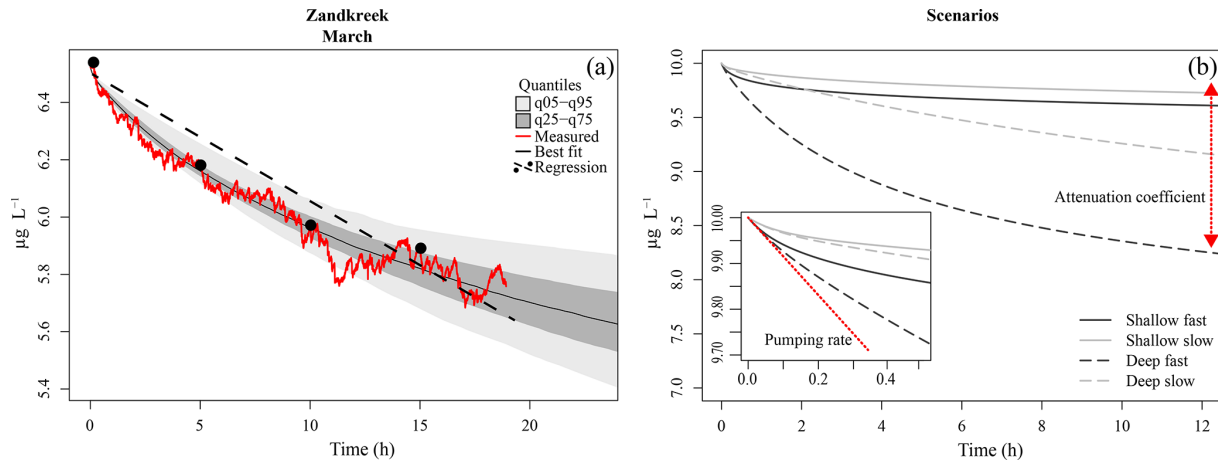 Zandkreek
March
(a)
Quantiles
q05−q95
q25−q75
Measured
Best fit
Regression
µg L−1
6.4
6.2
6.0
5.8
5.6
5.4
0
5
10
15
20
Time (h)
Scenarios
(b)
µg L−1
10.0
9.5
9.0
8.5
8.0
7.5
7.0
Attenuation coefficient
10.00
9.90
9.80
9.70
Pumping rate
0.0
0.2
0.4
Shallow fast
Shallow slow
Deep fast
Deep slow
0
2
4
6
8
10
12
Time (h)